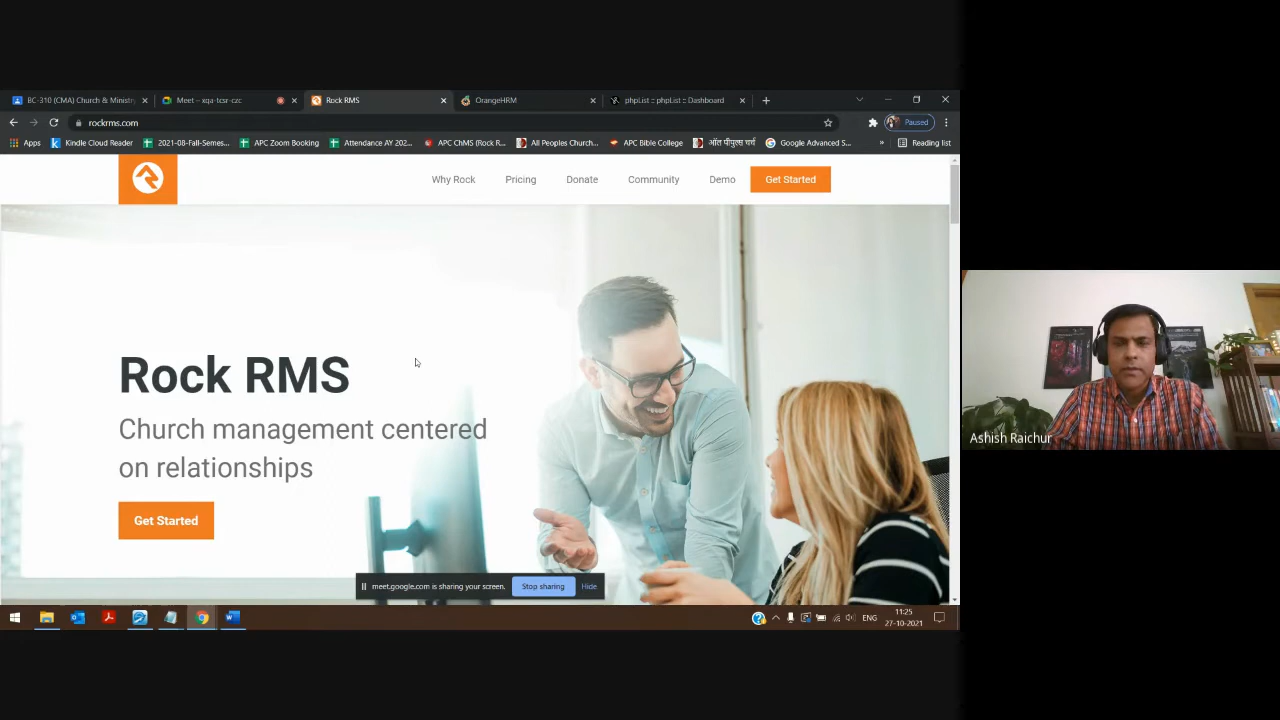 BC-310 (CMA) Church & Ministr
Meet – xqa-tcsr-czc
Rock RMS
OrangeHRM
phpList :: phpList :: Dashboard
rockrms.com
Paused
Apps
Kindle Cloud Reader
2021-08-Fall-Semes...
APC Zoom Booking
Attendance AY 202...
APC ChMS (Rock R...
All Peoples Church...
APC Bible College
ऑल पीपुल्स चर्च
Google Advanced S...
»
Reading list
Why Rock
Pricing
Donate
Community
Demo
Get Started
Rock RMS
Church management centered
on relationships
Get Started
meet.google.com is sharing your screen.
Stop sharing
Hide
Ashish Raichur
ENG
11:25
27-10-2021